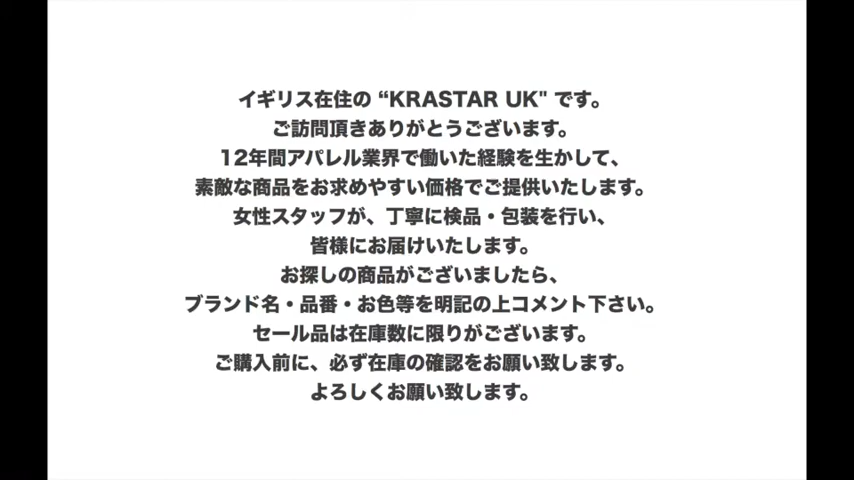 イギリス在住の “KRASTAR UK" です。
ご訪問頂きありがとうございます。
12年間アパレル業界で働いた経験を生かして、
素敵な商品をお求めやすい価格でご提供いたします。
女性スタッフが、丁寧に検品・包装を行い、
皆様にお届けいたします。
お探しの商品がございましたら、
ブランド名・品番・お色等を明記の上コメント下さい。
セール品は在庫数に限りがございます。
ご購入前に、必ず在庫の確認をお願い致します。
よろしくお願い致します。